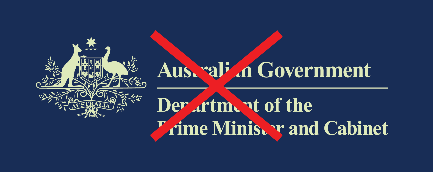 Australian Government
Department of the
Prime Minister and Cabinet